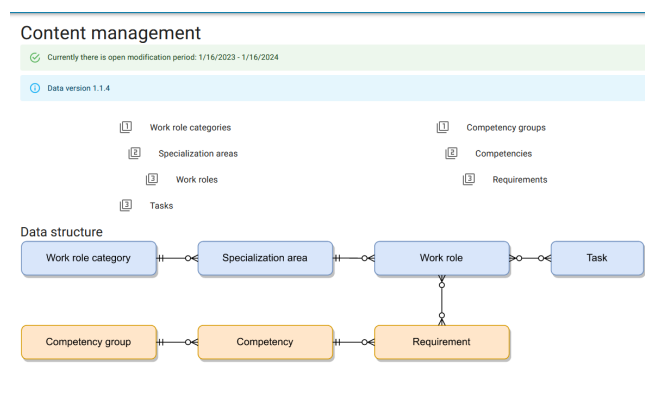 Content management
Currently there is open modification period: 1/16/2023 - 1/16/2024
Data version 1.1.4
1 Work role categories
2 Specialization areas
3 Work roles
3 Tasks
1 Competency groups
2 Competencies
3 Requirements
Data structure
Work role category
Specialization area
Work role
Task
Competency group
Competency
Requirement